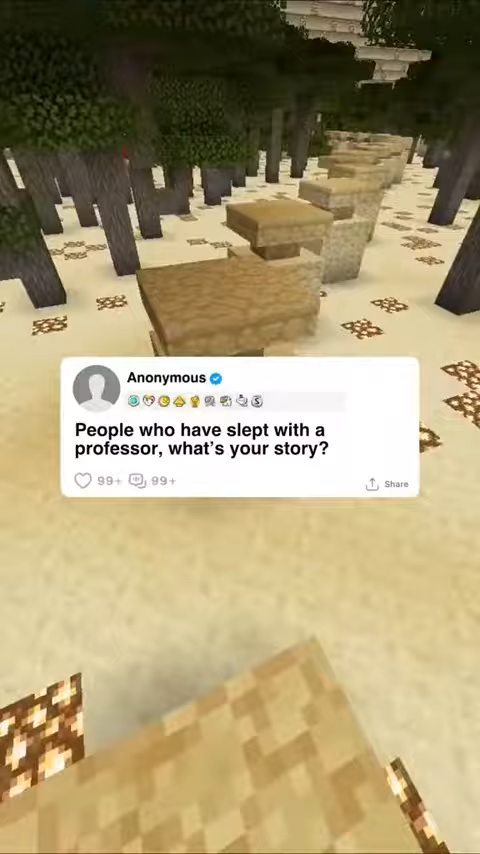 Anonymous
People who have slept with a
professor, what’s your story?
99+ 99+
Share